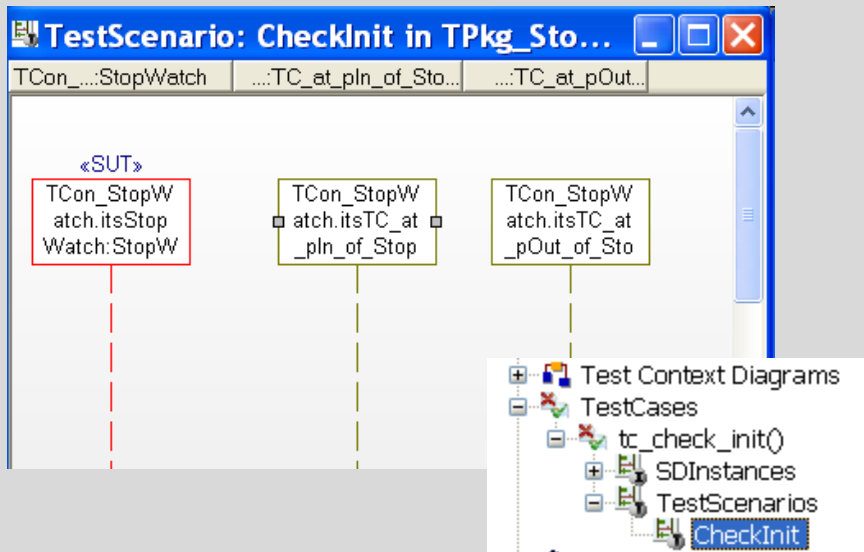 TestScenario: CheckInit in TPkg_Sto...
TCon_...:StopWatch ...:TC_at_pIn_of_Sto... ...:TC_at_pOut...
«SUT»
TCon_StopW
atch.itsStop
Watch:StopW
TCon_StopW
atch.itsTC_at
_pIn_of_Stop
TCon_StopW
atch.itsTC_at
_pOut_of_Sto
Test Context Diagrams
TestCases
tc_check_init()
SDInstances
TestScenarios
CheckInit